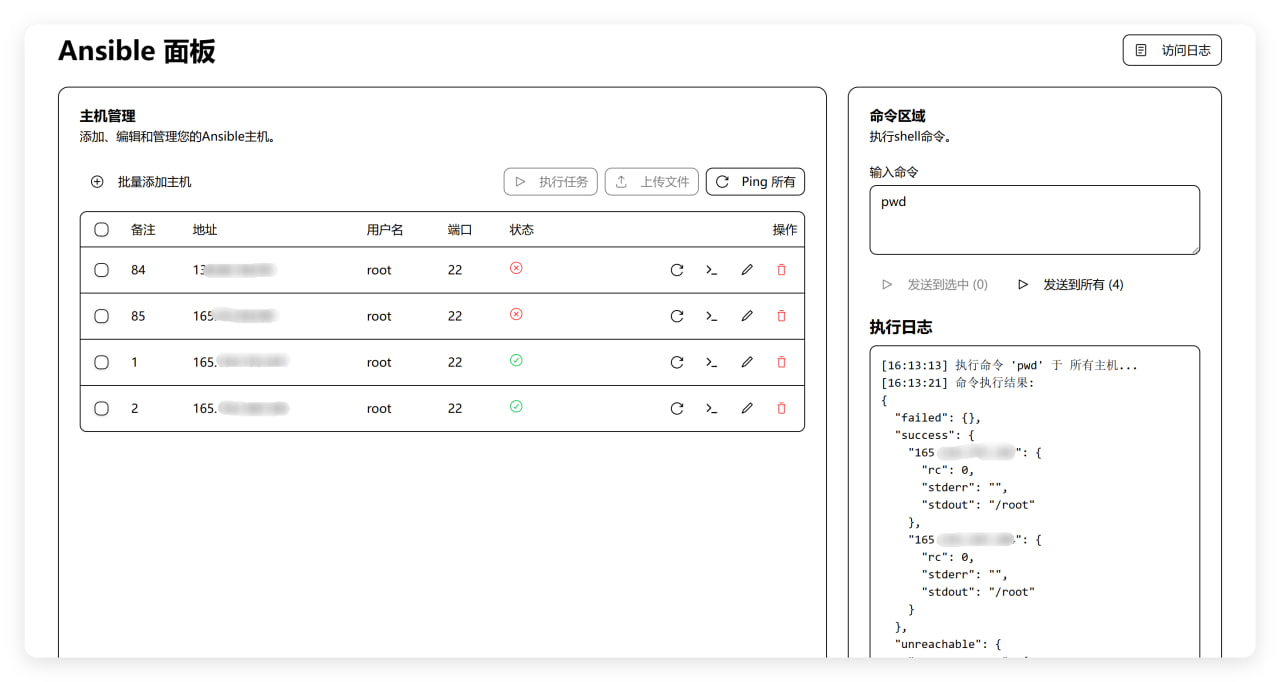 Ansible 面板
访问日志
主机管理
添加、编辑和管理您的Ansible主机。
批量添加主机
执行任务
上传文件
Ping 所有
备注 地址 用户名 端口 状态 操作
84 13 root 22
85 165. root 22
1 165. root 22
2 165. root 22
命令区域
执行shell命令。
输入命令
pwd
发送到选中 (0)
发送到所有 (4)
执行日志
[16:13:13] 执行命令 'pwd' 于 所有主机...
[16:13:21] 命令执行结果:
{
"failed": {},
"success": {
"165 ": {
"rc": 0,
"stderr": "",
"stdout": "/root"
},
"165 ": {
"rc": 0,
"stderr": "",
"stdout": "/root"
}
},
"unreachable": {